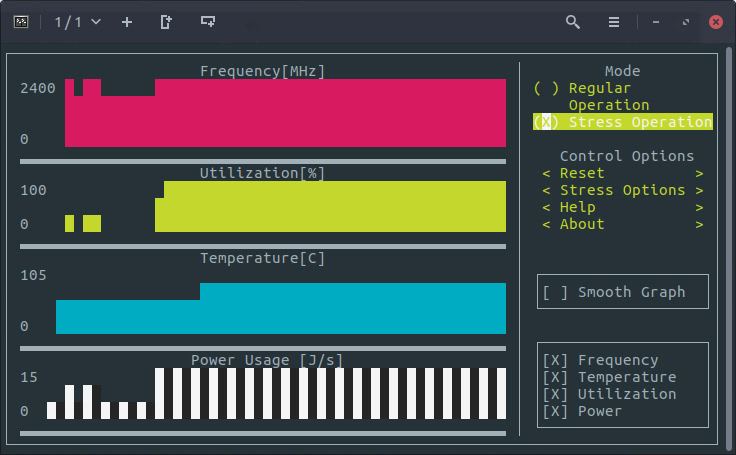 1/1
Frequency[MHz]
2400
0
Utilization[%]
100
0
Temperature[C]
105
0
Power Usage [J/s]
15
0
Mode
( ) Regular
Operation
(X) Stress Operation
Control Options
< Reset >
< Stress Options >
< Help >
< About >
[ ] Smooth Graph
[X] Frequency
[X] Temperature
[X] Utilization
[X] Power